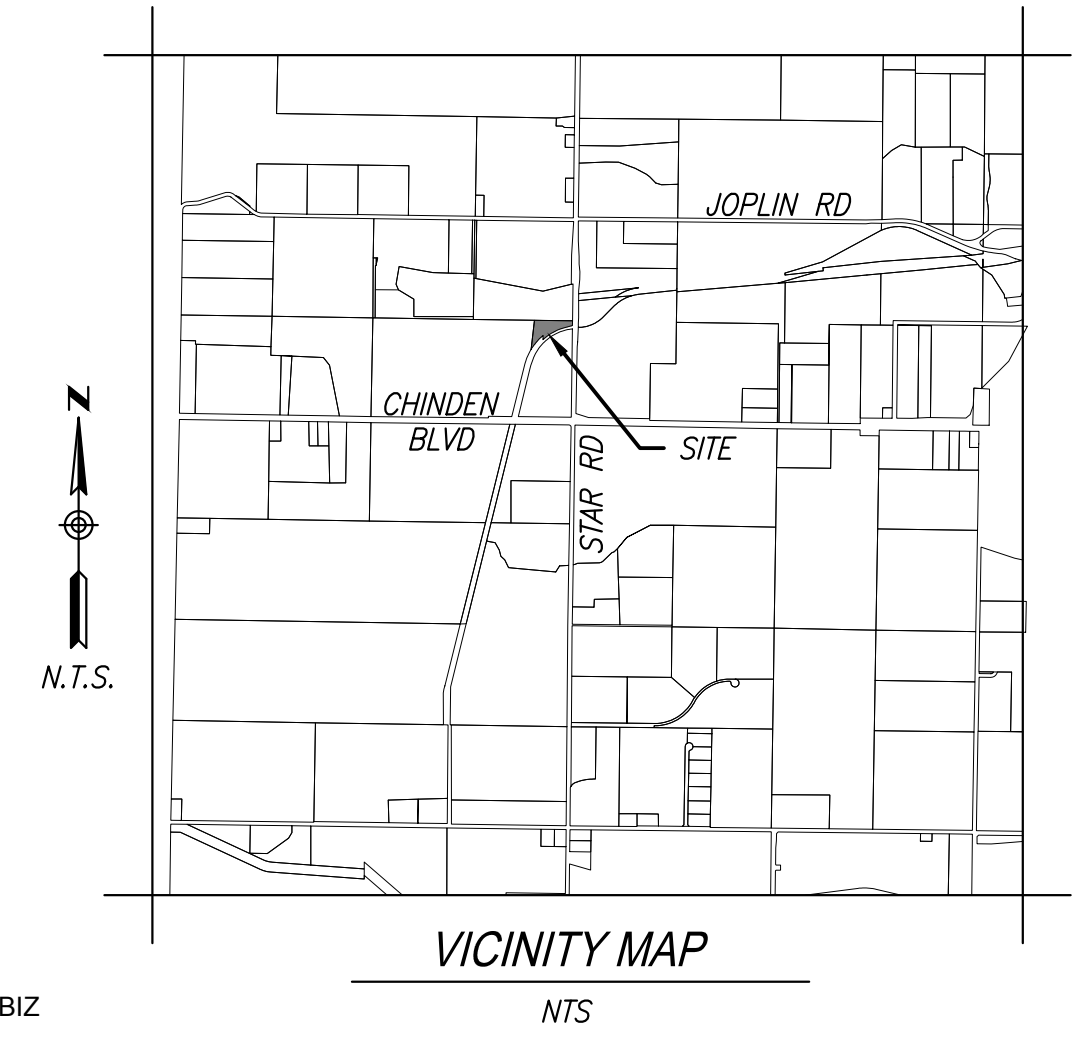 JOPLIN RD
CHINDEN
BLVD
SITE
STAR RD
N
N.T.S.
VICINITY MAP
NTS
BIZ